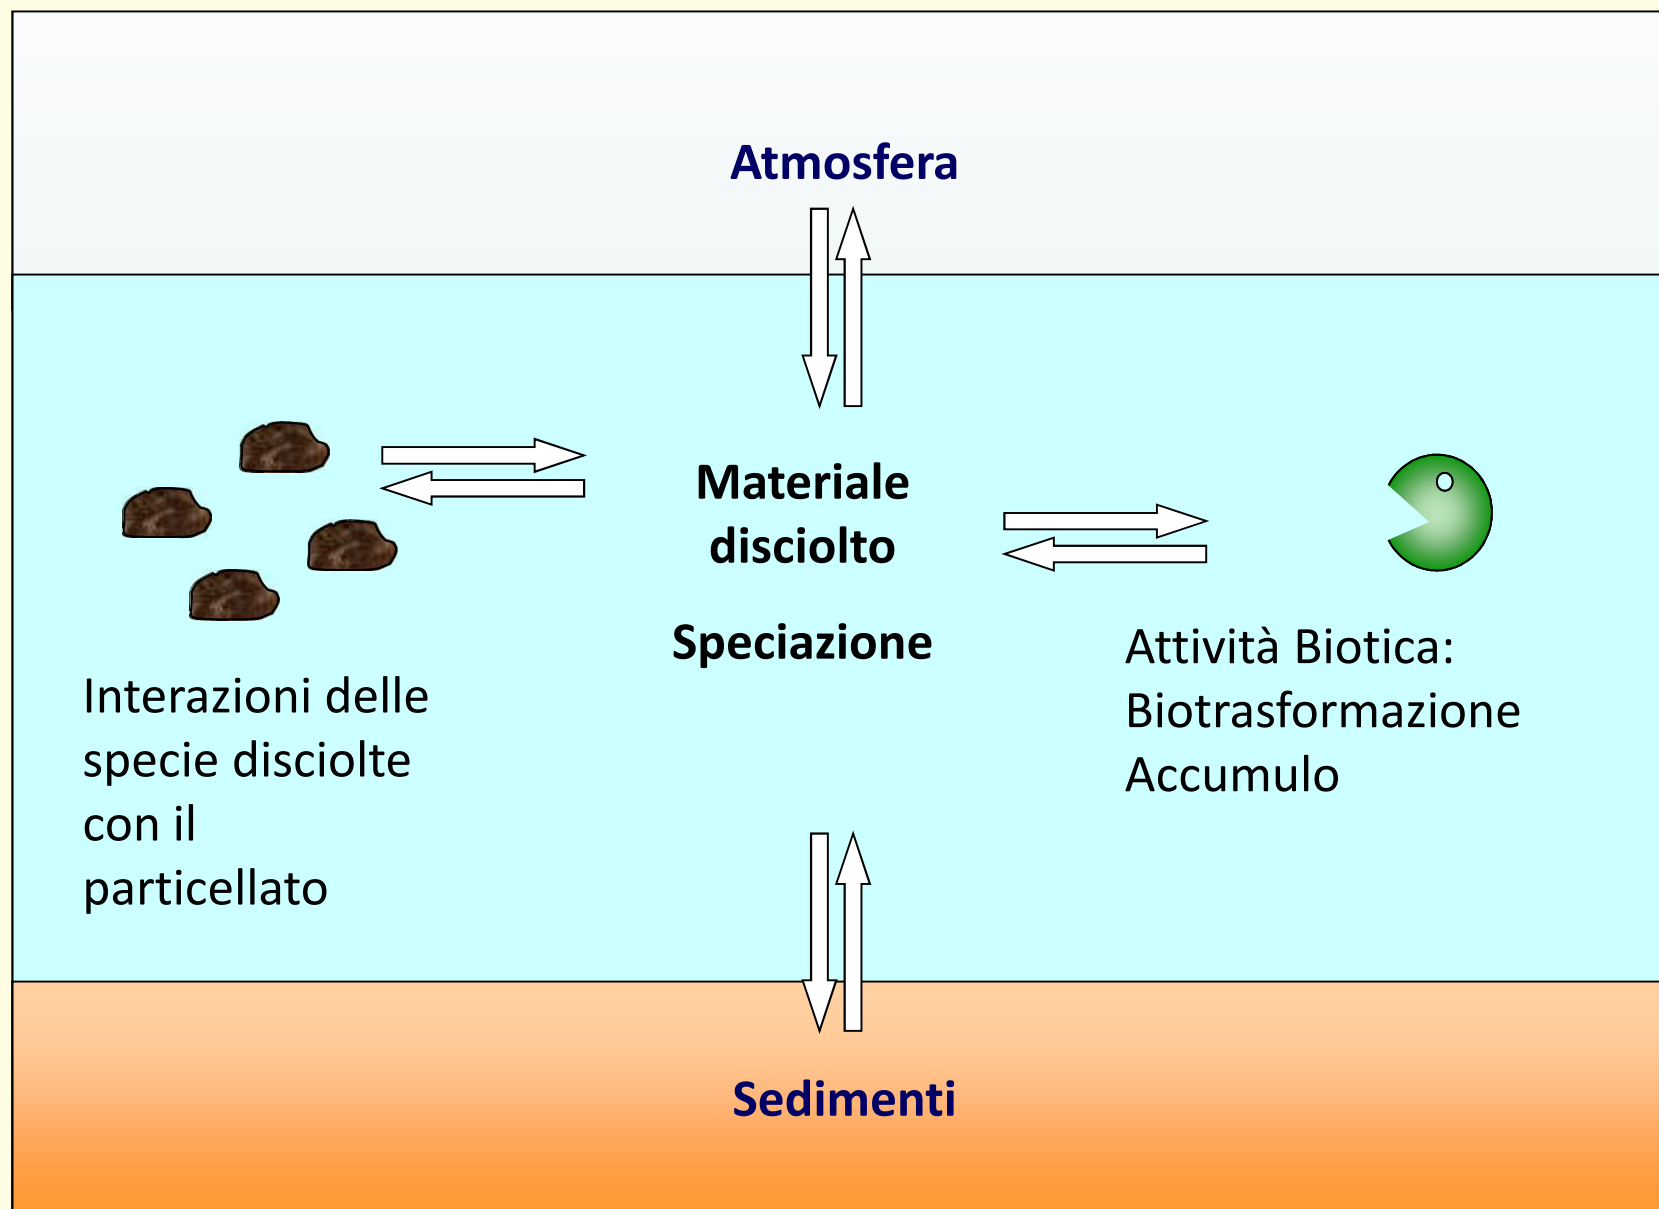 Atmosfera
Materiale
disciolto
Speciazione
Interazioni delle
specie disciolte
con il
particellato
Attività Biotica:
Biotrasformazione
Accumulo
Sedimenti